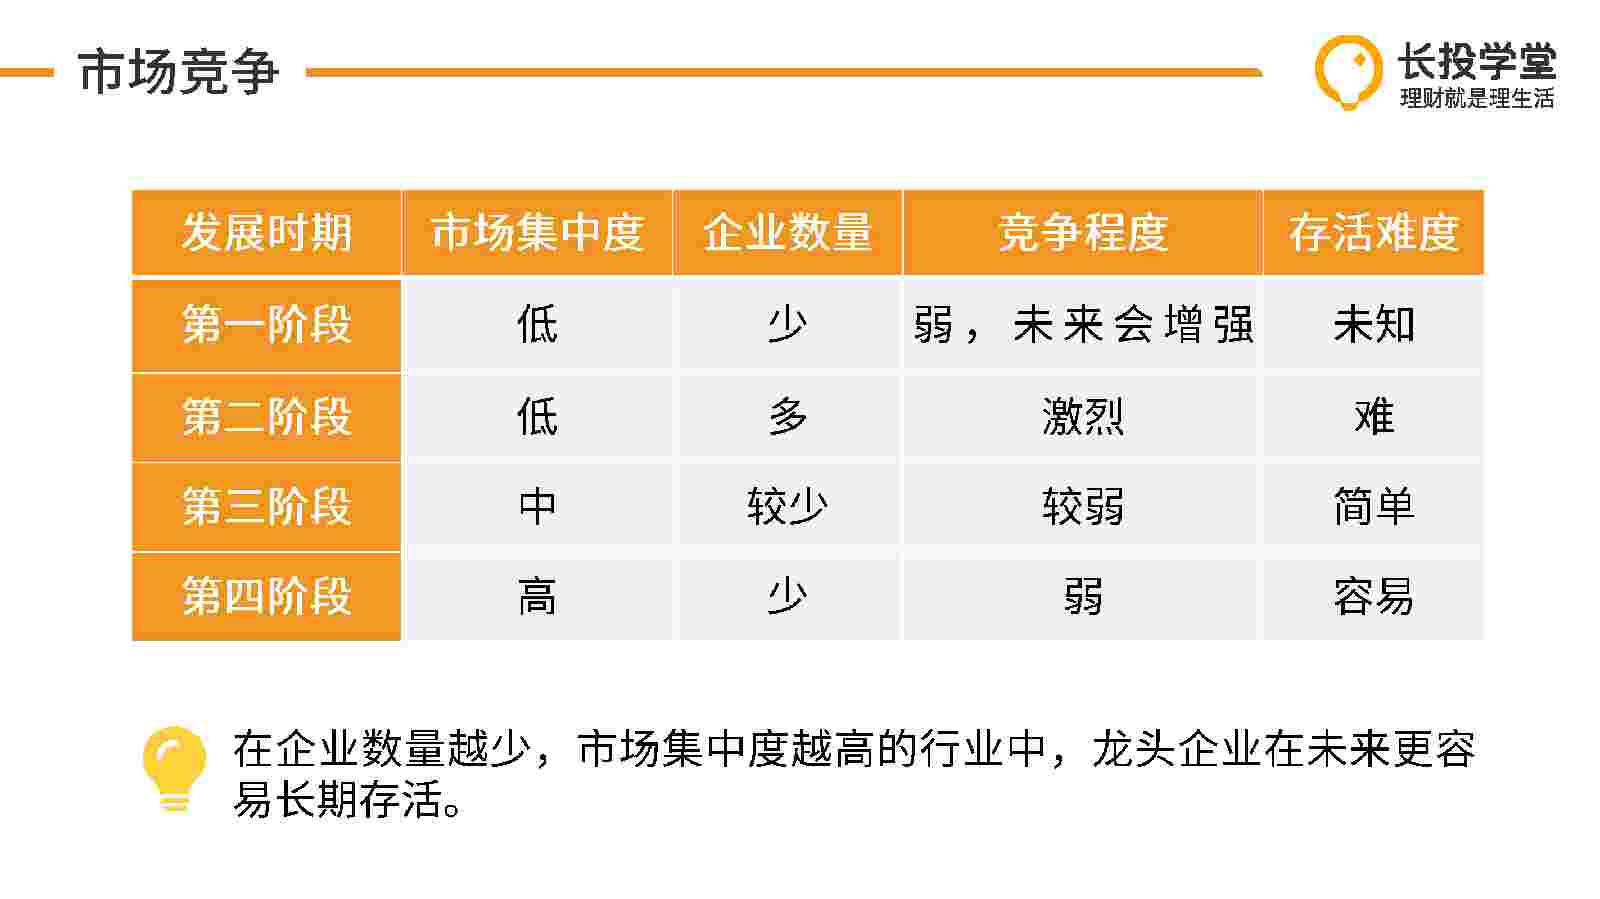 市场竞争
长投学堂
理财就是理生活
发展时期 市场集中度 企业数量 竞争程度 存活难度
第一阶段 低 少 弱，未来会增强 未知
第二阶段 低 多 激烈 难
第三阶段 中 较少 较弱 简单
第四阶段 高 少 弱 容易
在企业数量越少，市场集中度越高的行业中，龙头企业在未来更容
易长期存活。